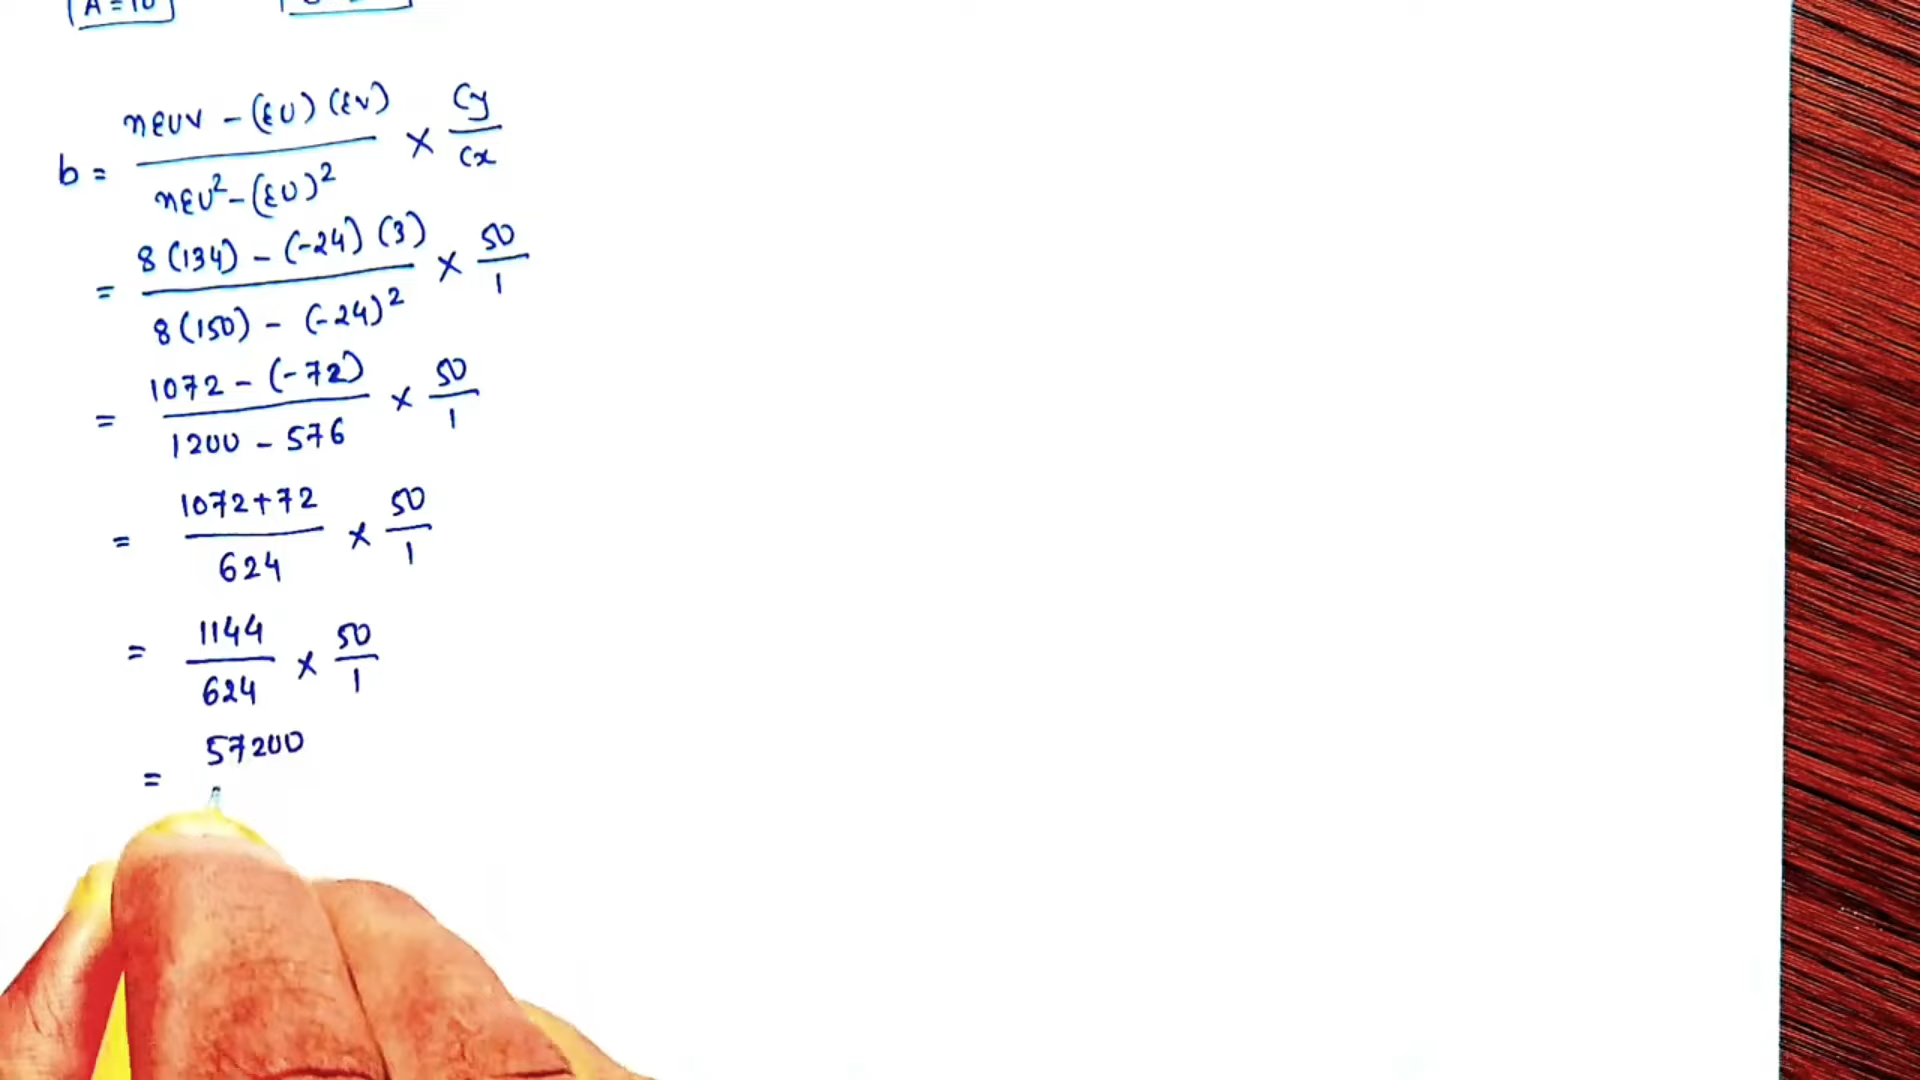 A = 10
b = nΣUV - (ΣU) (ΣV) / nΣU² - (ΣU)² × Cy / Cx
= 8 (134) - (-24) (3) / 8 (150) - (-24)² × 50 / 1
= 1072 - (-72) / 1200 - 576 × 50 / 1
= 1072 + 72 / 624 × 50 / 1
= 1144 / 624 × 50 / 1
= 57200